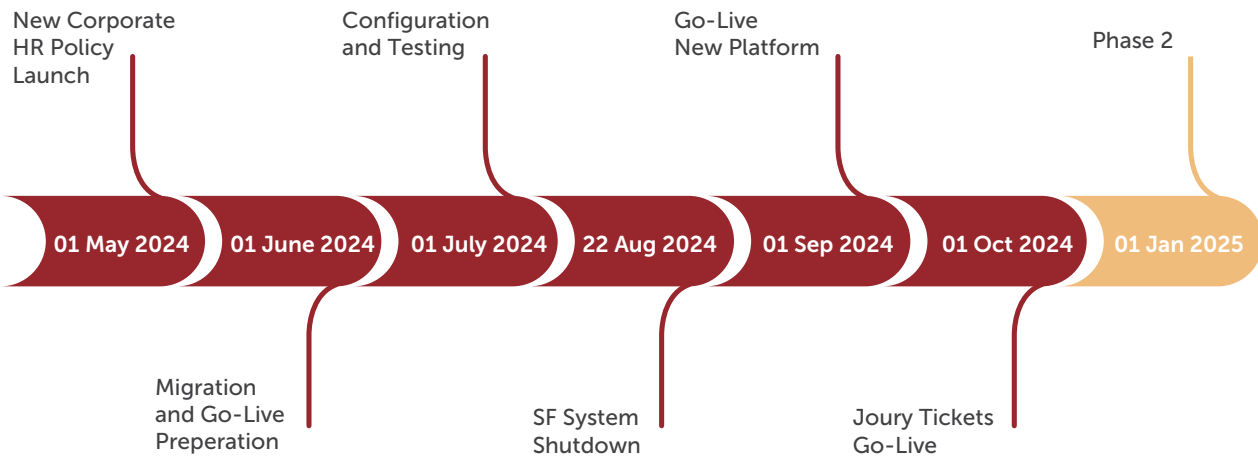 New Corporate
HR Policy
Launch
Configuration
and Testing
Go-Live
New Platform
Phase 2
01 May 2024
01 June 2024
01 July 2024
22 Aug 2024
01 Sep 2024
01 Oct 2024
01 Jan 2025
Migration
and Go-Live
Preperation
SF System
Shutdown
Joury Tickets
Go-Live